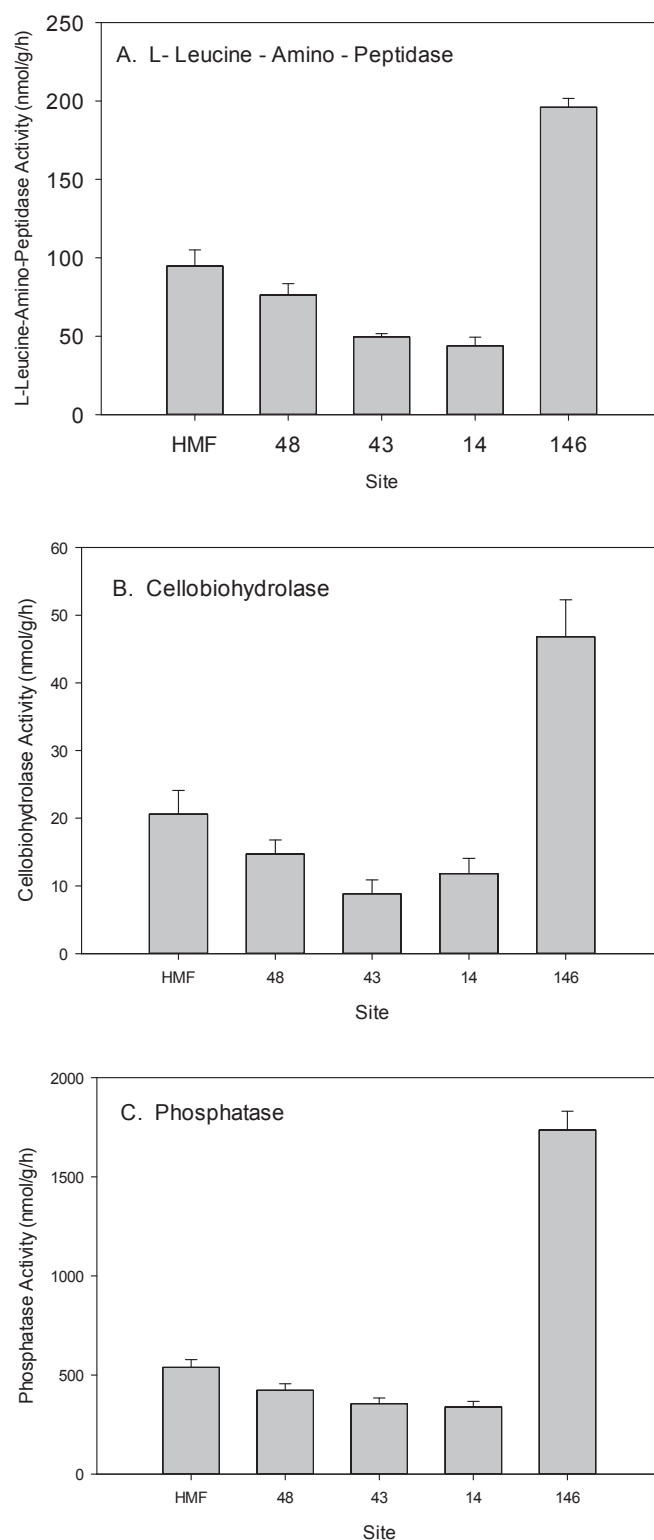 A. L- Leucine - Amino - Peptidase
L-Leucine-Amino-Peptidase Activity (nmol/g/h)
250
200
150
100
50
0
HMF 48 43 14 146
Site
B. Cellobiohydrolase
Cellobiohydrolase Activity (nmol/g/h)
60
50
40
30
20
10
0
HMF 48 43 14 146
Site
C. Phosphatase
Phosphatase Activity (nmol/g/h)
2000
1500
1000
500
0
HMF 48 43 14 146
Site